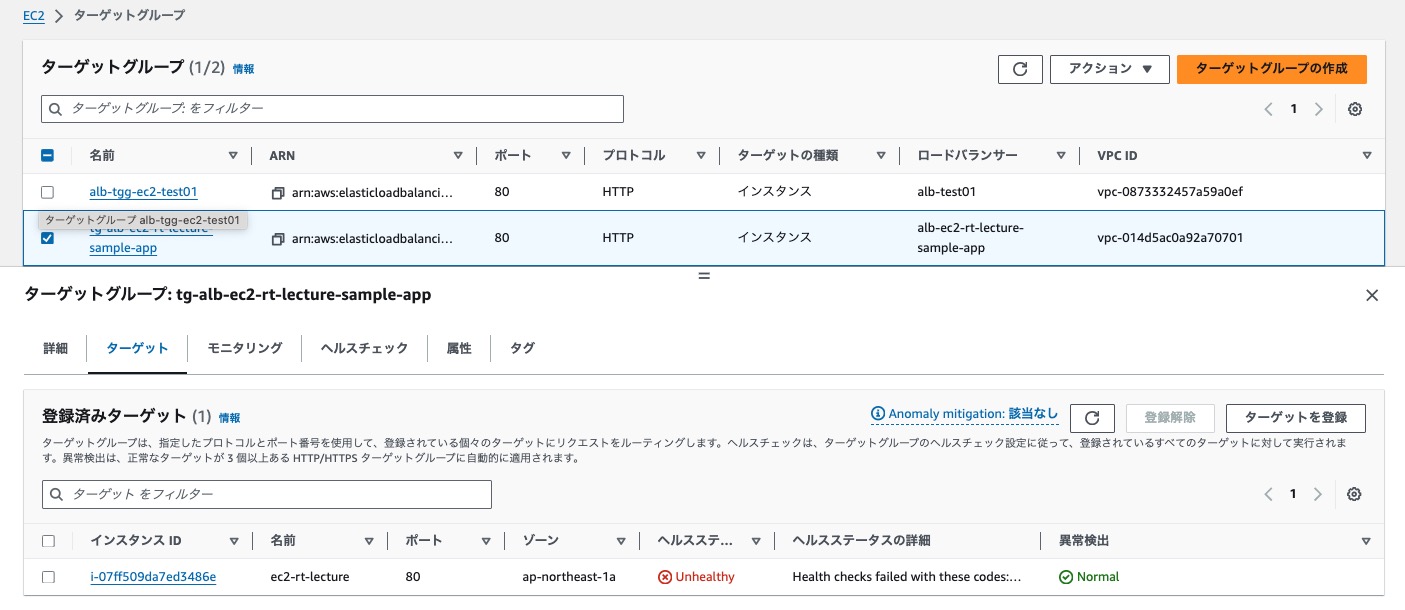 EC2 > ターゲットグループ
ターゲットグループ (1/2) 情報
アクション ▼
ターゲットグループの作成
ターゲットグループ: をフィルター
1
名前 ARN ポート プロトコル ターゲットの種類 ロードバランサー VPC ID
alb-tgg-ec2-test01 arn:aws:elasticloadbalanci... 80 HTTP インスタンス alb-test01 vpc-0873332457a59a0ef
ターゲットグループ alb-tgg-ec2-test01
tg-alb-ec2-rt-lecture- arn:aws:elasticloadbalanci... 80 HTTP インスタンス alb-ec2-rt-lecture- vpc-014d5ac0a92a70701
sample-app sample-app
ターゲットグループ: tg-alb-ec2-rt-lecture-sample-app
詳細 ターゲット モニタリング ヘルスチェック 属性 タグ
登録済みターゲット (1) 情報
Anomaly mitigation: 該当なし
登録解除
ターゲットを登録
ターゲットグループは、指定したプロトコルとポート番号を使用して、登録されている個々のターゲットにリクエストをルーティングします。ヘルスチェックは、ターゲットグループのヘルスチェック設定に従って、登録されているすべてのターゲットに対して実行されま
す。異常検出は、正常なターゲットが 3 個以上ある HTTP/HTTPS ターゲットグループに自動的に適用されます。
ターゲット をフィルター
1
インスタンス ID 名前 ポート ゾーン ヘルスステ... ヘルスステータスの詳細 異常検出
i-07ff509da7ed3486e ec2-rt-lecture 80 ap-northeast-1a Unhealthy Health checks failed with these codes:... Normal